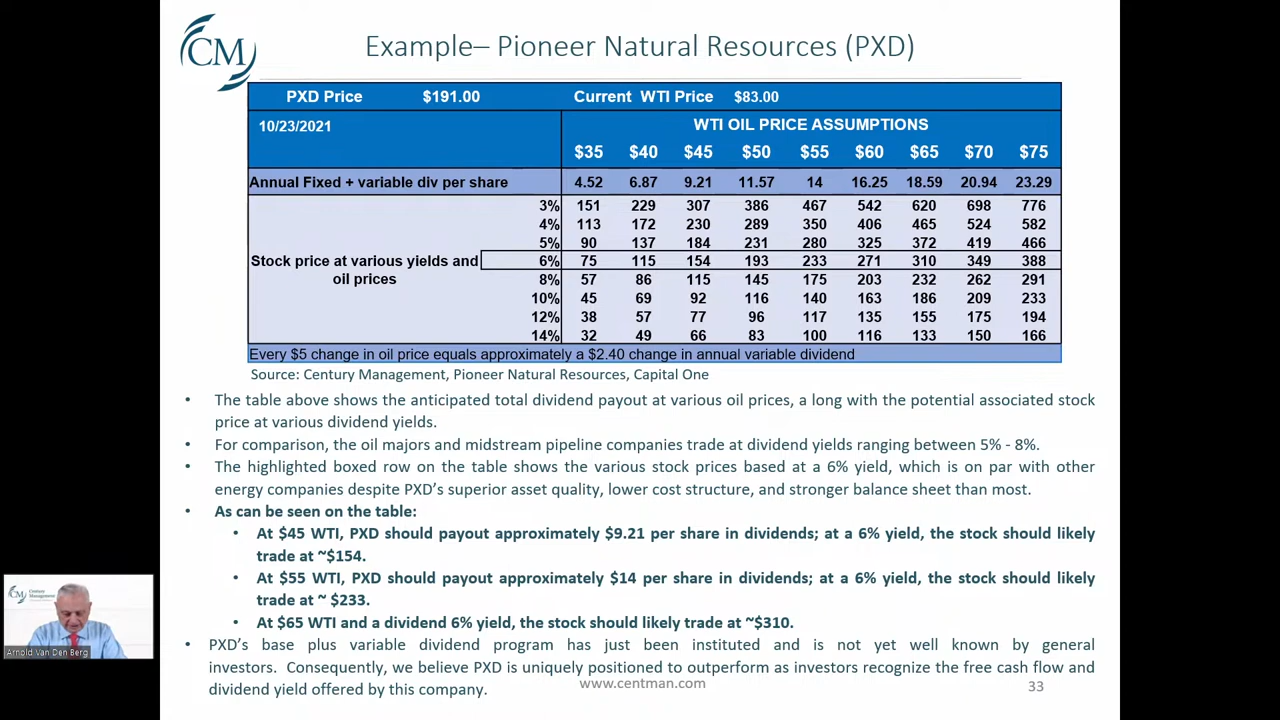 CM
Example– Pioneer Natural Resources (PXD)
PXD Price $191.00 Current WTI Price $83.00
10/23/2021 WTI OIL PRICE ASSUMPTIONS
$35 $40 $45 $50 $55 $60 $65 $70 $75
Annual Fixed + variable div per share 4.52 6.87 9.21 11.57 14 16.25 18.59 20.94 23.29
3% 151 229 307 386 467 542 620 698 776
4% 113 172 230 289 350 406 465 524 582
5% 90 137 184 231 280 325 372 419 466
Stock price at various yields and 6% 75 115 154 193 233 271 310 349 388
oil prices 8% 57 86 115 145 175 203 232 262 291
10% 45 69 92 116 140 163 186 209 233
12% 38 57 77 96 117 135 155 175 194
14% 32 49 66 83 100 116 133 150 166
Every $5 change in oil price equals approximately a $2.40 change in annual variable dividend
Source: Century Management, Pioneer Natural Resources, Capital One
• The table above shows the anticipated total dividend payout at various oil prices, a long with the potential associated stock
price at various dividend yields.
• For comparison, the oil majors and midstream pipeline companies trade at dividend yields ranging between 5% - 8%.
• The highlighted boxed row on the table shows the various stock prices based at a 6% yield, which is on par with other
energy companies despite PXD's superior asset quality, lower cost structure, and stronger balance sheet than most.
• As can be seen on the table:
• At $45 WTI, PXD should payout approximately $9.21 per share in dividends; at a 6% yield, the stock should likely
trade at ~$154.
• At $55 WTI, PXD should payout approximately $14 per share in dividends; at a 6% yield, the stock should likely
trade at ~ $233.
• At $65 WTI and a dividend 6% yield, the stock should likely trade at ~$310.
• PXD's base plus variable dividend program has just been instituted and is not yet well known by general
investors. Consequently, we believe PXD is uniquely positioned to outperform as investors recognize the free cash flow and
dividend yield offered by this company.
www.centman.com
33
CM Century
Management
Arnold Van Den Berg